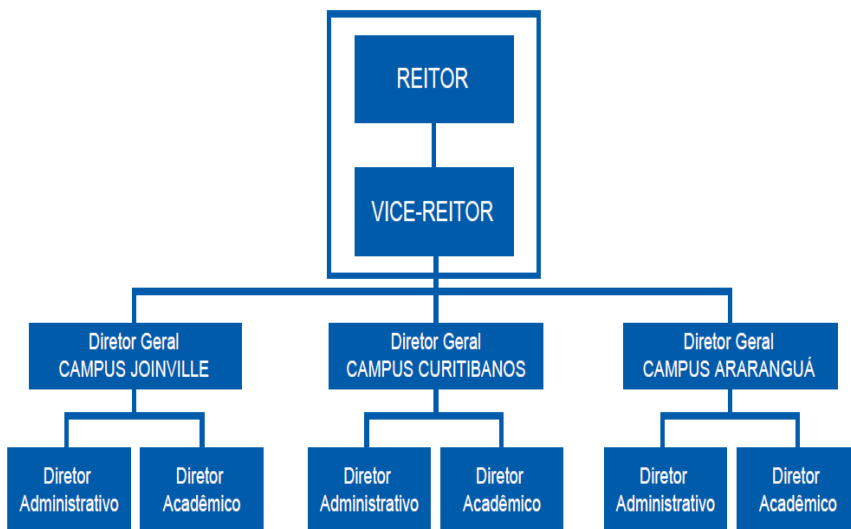 REITOR
VICE-REITOR
Diretor Geral
CAMPUS JOINVILLE
Diretor Geral
CAMPUS CURITIBANOS
Diretor Geral
CAMPUS ARARANGUÁ
Diretor
Administrativo
Diretor
Acadêmico
Diretor
Administrativo
Diretor
Acadêmico
Diretor
Administrativo
Diretor
Acadêmico